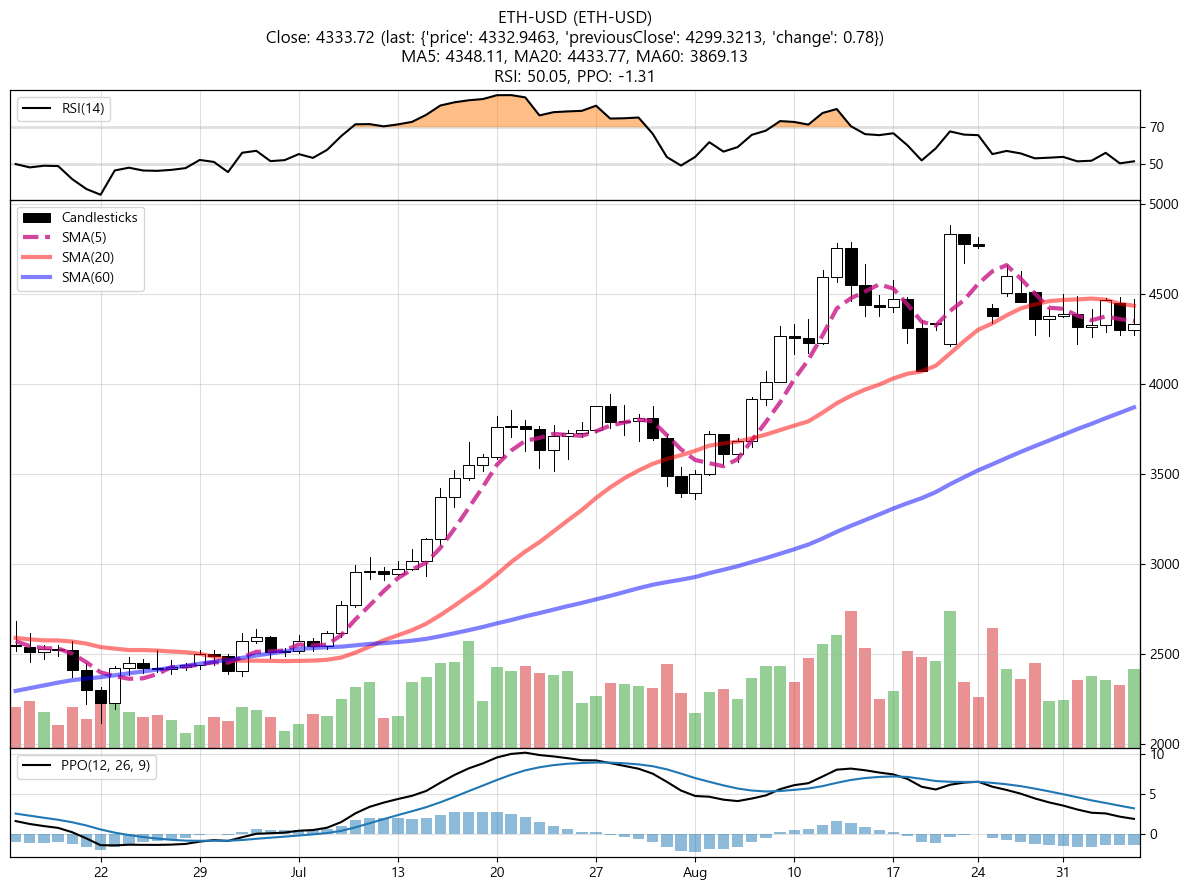 ETH-USD (ETH-USD)
Close: 4333.72 (last: {'price': 4332.9463, 'previousClose': 4299.3213, 'change': 0.78})
MA5: 4348.11, MA20: 4433.77, MA60: 3869.13
RSI: 50.05, PPO: -1.31
RSI(14)
70
50
Candlesticks
SMA(5)
SMA(20)
SMA(60)
5000
4500
4000
3500
3000
2500
2000
PPO(12, 26, 9)
10
5
0
22 29 Jul 13 20 27 Aug 10 17 24 31